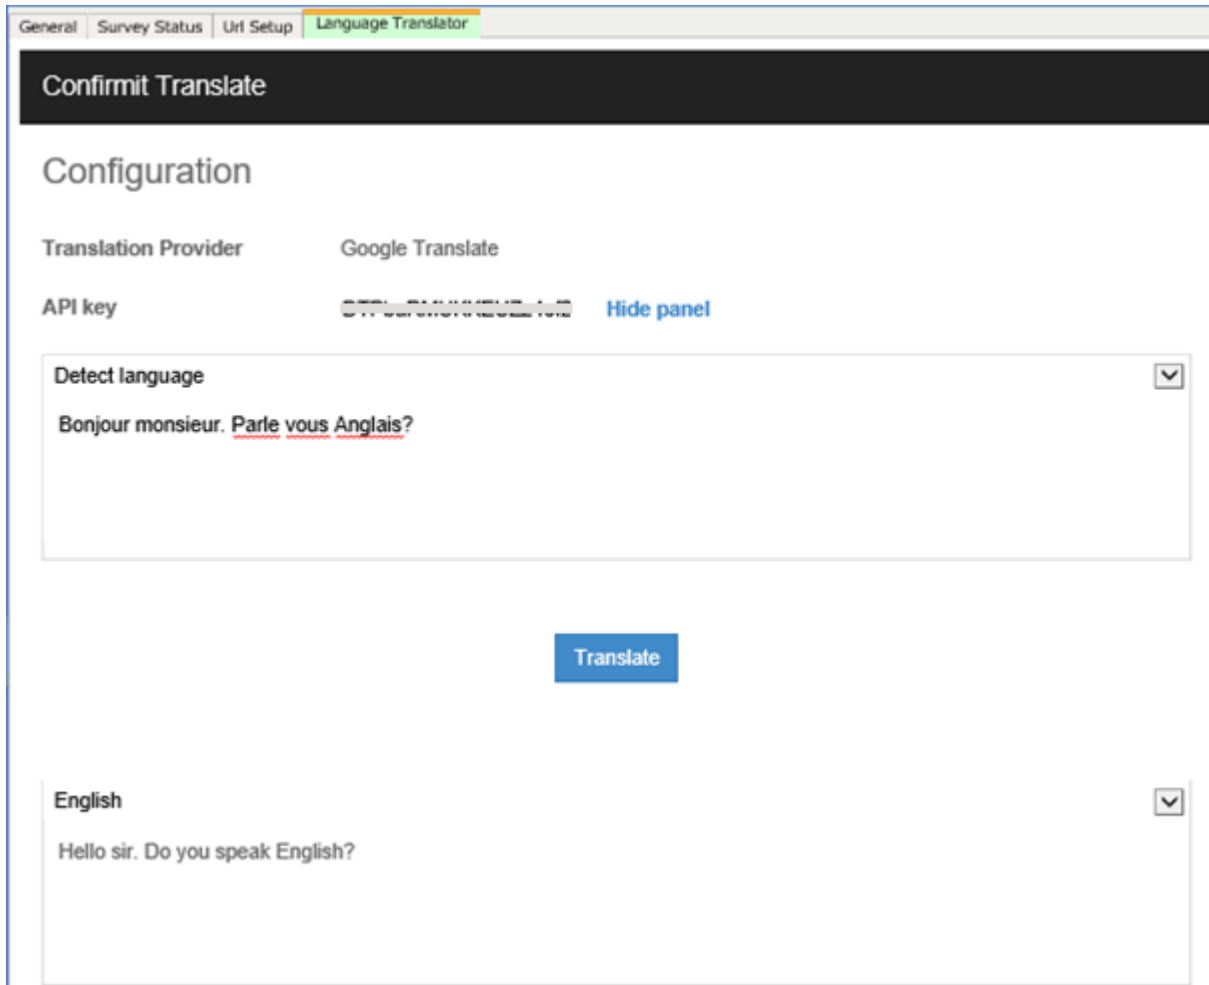 General Survey Status Url Setup Language Translator
Confirmit Translate
Configuration
Translation Provider Google Translate
API key Hide panel
Detect language
Bonjour monsieur. Parle vous Anglais?
Translate
English
Hello sir. Do you speak English?